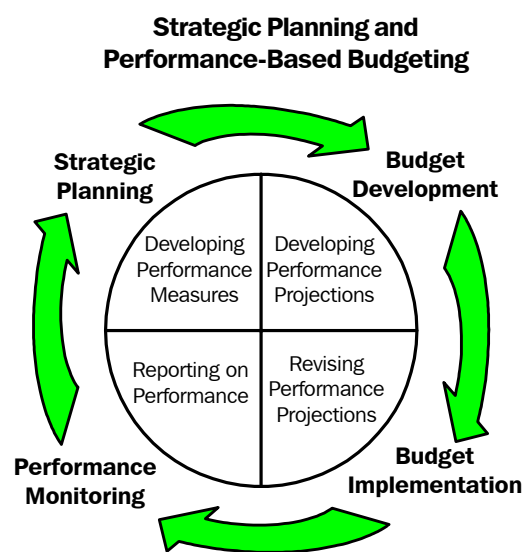 Strategic Planning and
Performance-Based Budgeting
Strategic
Planning
Budget
Development
Developing
Performance
Measures
Developing
Performance
Projections
Reporting on
Performance
Revising
Performance
Projections
Performance
Monitoring
Budget
Implementation